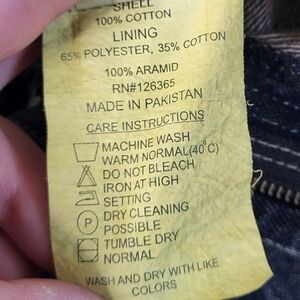 SHELL
100% COTTON
LINING
65% POLYESTER, 35% COTTON
100% ARAMID
RN#126365
MADE IN PAKISTAN
CARE INSTRUCTIONS
MACHINE WASH
WARM NORMAL(40°C)
DO NOT BLEACH
IRON AT HIGH
SETTING
P DRY CLEANING
POSSIBLE
TUMBLE DRY
NORMAL
WASH AND DRY WITH LIKE
COLORS